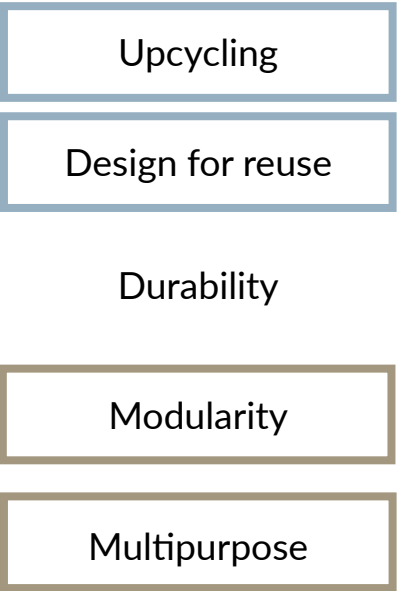 Upcycling
Design for reuse
Durability
Modularity
Multipurpose